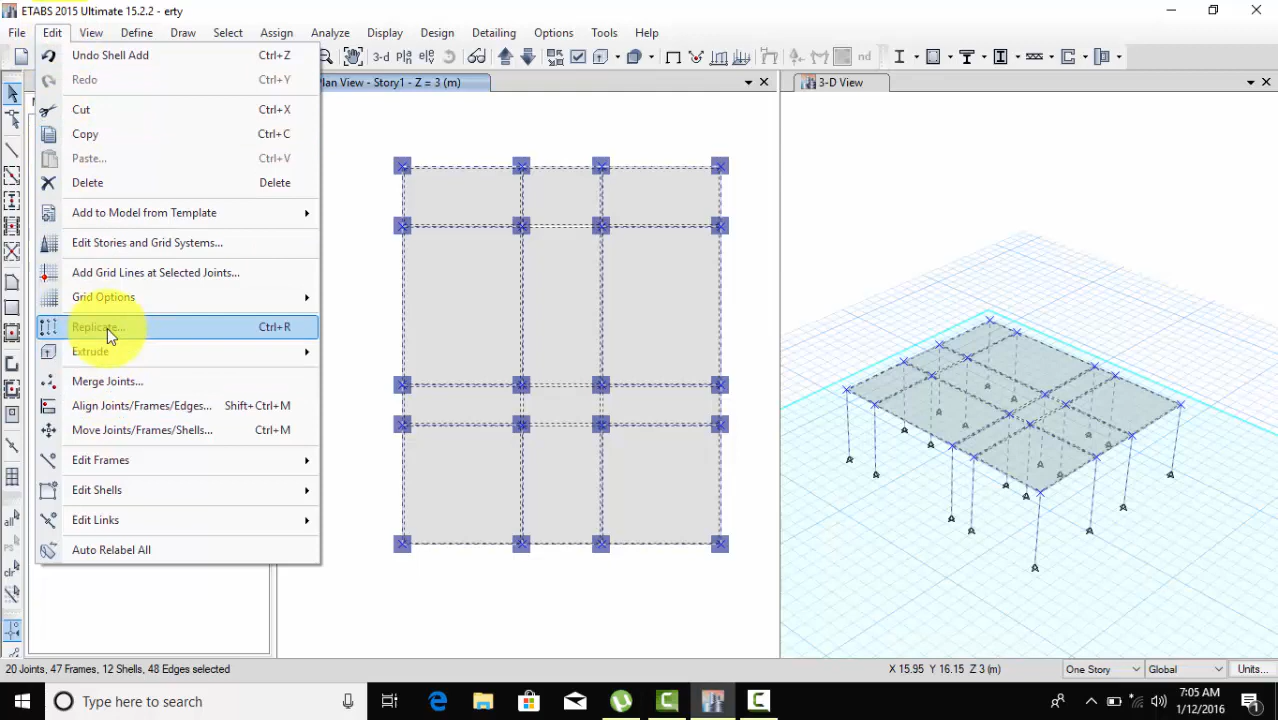 ETABS 2015 Ultimate 15.2.2 - erty
File Edit View Define Draw Select Assign Analyze Display Design Detailing Options Tools Help
Undo Shell Add Ctrl+Z
Redo Ctrl+Y
Cut Ctrl+X
Copy Ctrl+C
Paste... Ctrl+V
Delete Delete
Add to Model from Template
Edit Stories and Grid Systems...
Add Grid Lines at Selected Joints...
Grid Options
Replicate... Ctrl+R
Extrude
Merge Joints...
Align Joints/Frames/Edges... Shift+Ctrl+M
Move Joints/Frames/Shells... Ctrl+M
Edit Frames
Edit Shells
Edit Links
Auto Relabel All
3-d
lan View - Story1 - Z = 3 (m)
3-D View
all
PS
clr
20 Joints, 47 Frames, 12 Shells, 48 Edges selected
X 15.95 Y 16.15 Z 3 (m)
One Story
Global
Units...
Type here to search
7:05 AM
1/12/2016